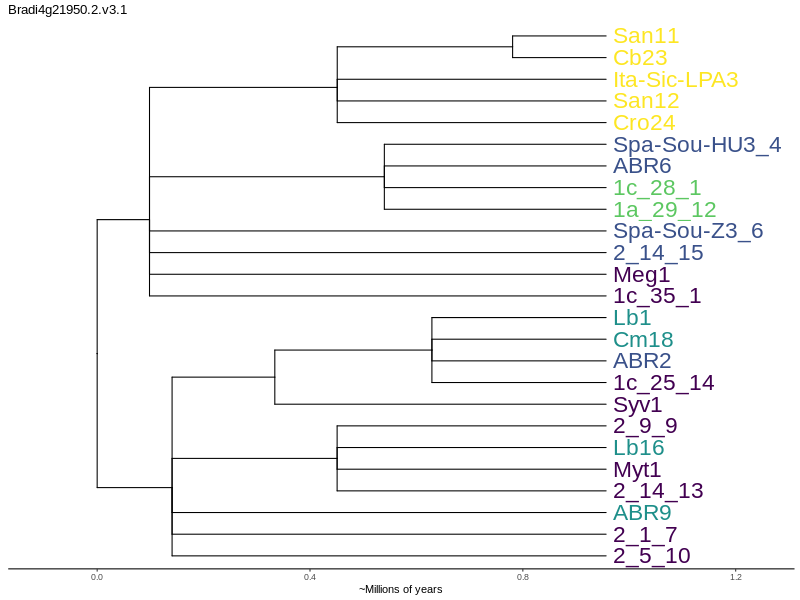 Bradi4g21950.2.v3.1
San11
Cb23
Ita-Sic-LPA3
San12
Cro24
Spa-Sou-HU3_4
ABR6
1c_28_1
1a_29_12
Spa-Sou-Z3_6
2_14_15
Meg1
1c_35_1
Lb1
Cm18
ABR2
1c_25_14
Syv1
2_9_9
Lb16
Myt1
2_14_13
ABR9
2_1_7
2_5_10
0.0 0.4 0.8 1.2
~Millions of years